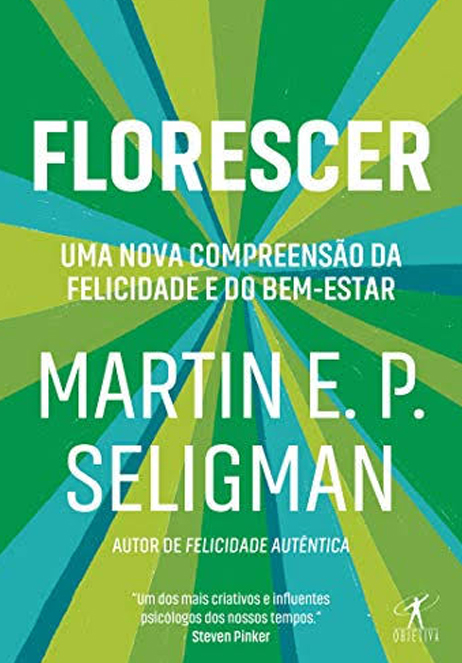 FLORESCER
UMA NOVA COMPREENSÃO DA
FELICIDADE E DO BEM-ESTAR
MARTIN E. P.
SELIGMAN
AUTOR DE FELICIDADE AUTÊNTICA
“Um dos mais criativos e influentes
psicólogos dos nossos tempos.”
Steven Pinker
OBJETIVA